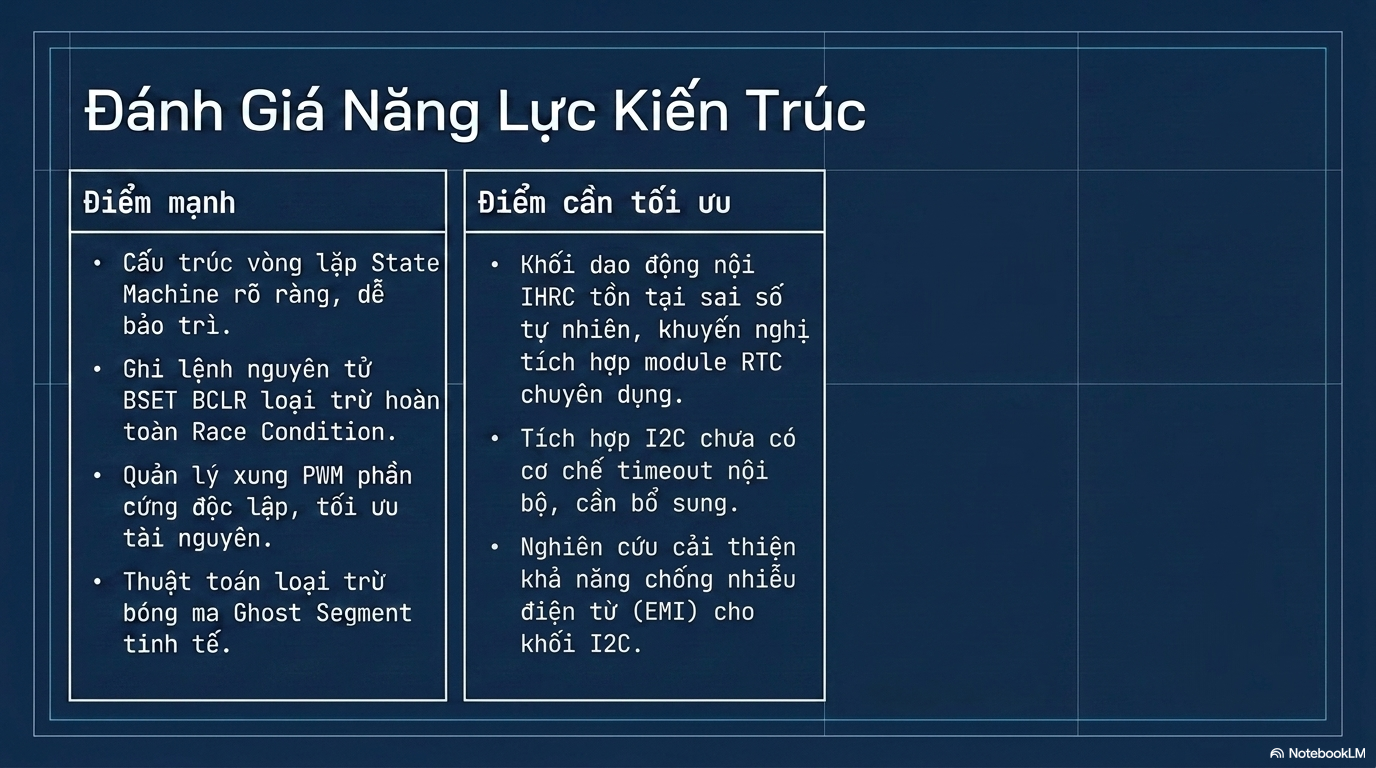 Đánh Giá Năng Lực Kiến Trúc
Điểm mạnh
• Cấu trúc vòng lặp State
Machine rõ ràng, dễ
bảo trì.
• Ghi lệnh nguyên tử
BSET BCLR loại trừ hoàn
toàn Race Condition.
• Quản lý xung PWM phần
cứng độc lập, tối ưu
tài nguyên.
• Thuật toán loại trừ
bóng ma Ghost Segment
tinh tế.
Điểm cần tối ưu
• Khối dao động nội
IHRC tồn tại sai số
tự nhiên, khuyến nghị
tích hợp module RTC
chuyên dụng.
• Tích hợp I2C chưa có
cơ chế timeout nội
bộ, cần bổ sung.
• Nghiên cứu cải thiện
khả năng chống nhiễu
điện từ (EMI) cho
khối I2C.
NotebookLM